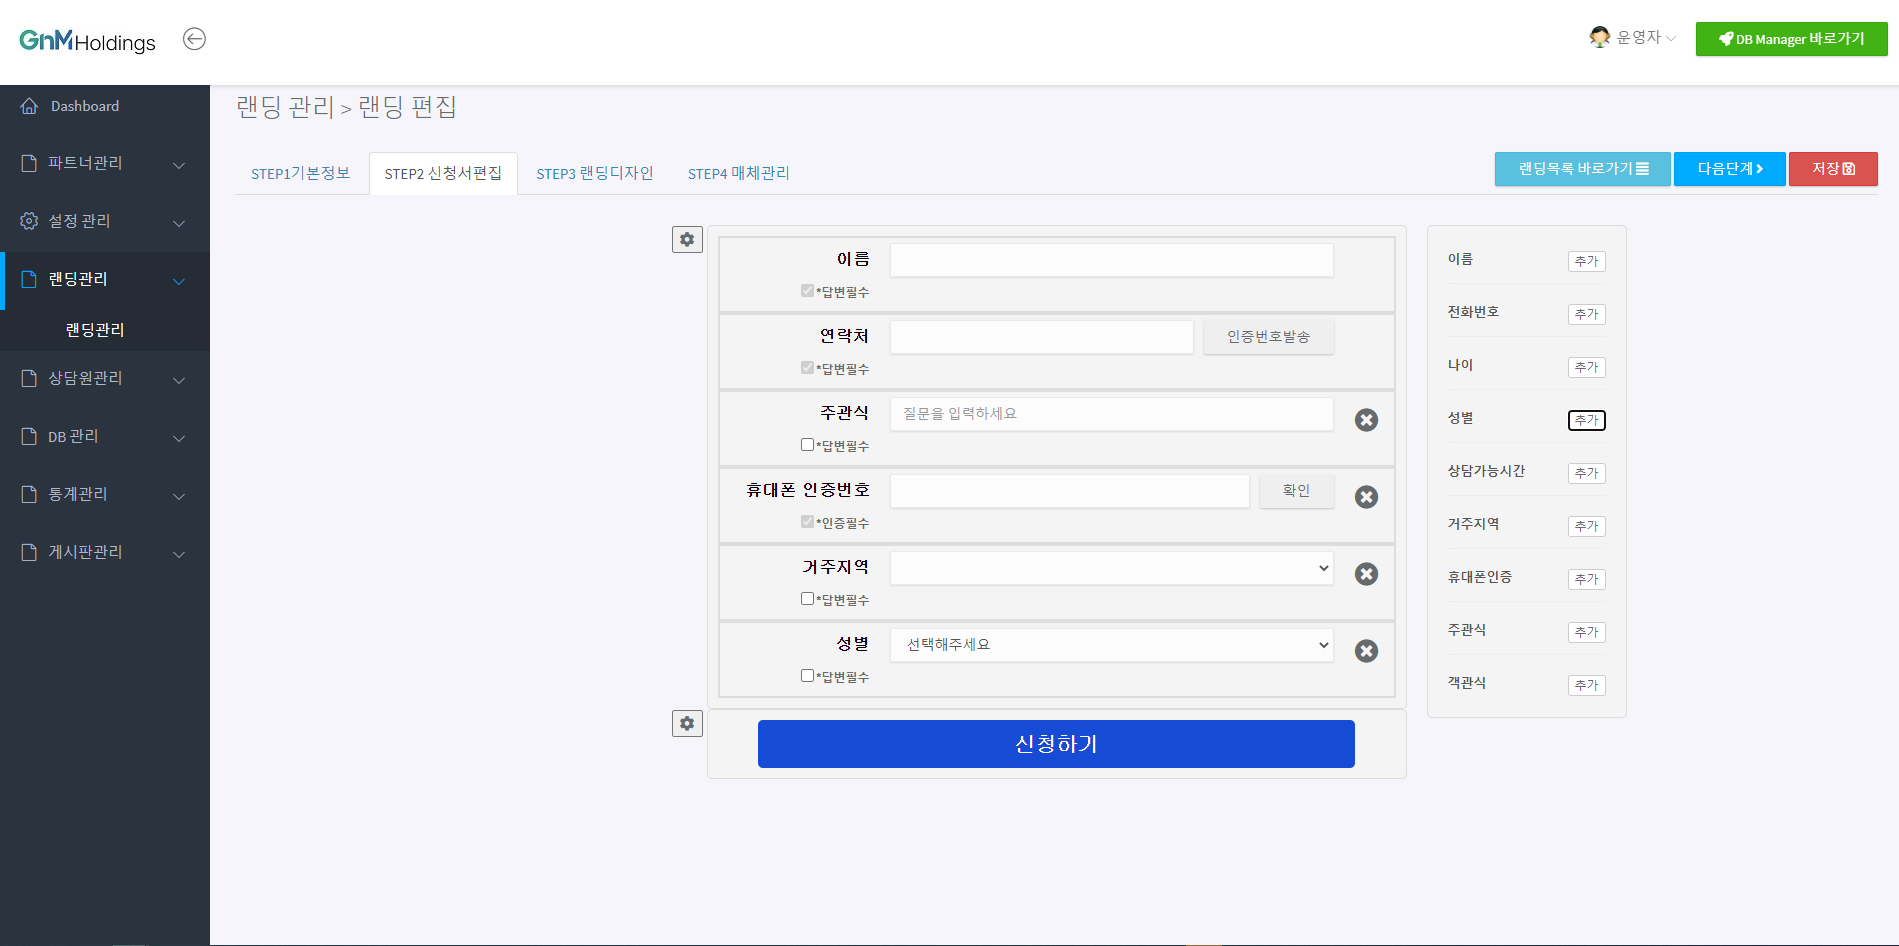 GnMHoldings
운영자
DB Manager 바로가기
Dashboard
파트너관리
설정 관리
랜딩관리
랜딩관리
상담원관리
DB 관리
통계관리
게시판관리
랜딩 관리 > 랜딩 편집
STEP1기본정보
STEP2 신청서편집
STEP3 랜딩디자인
STEP4 매체관리
랜딩목록 바로가기
다음단계
저장
이름
*답변필수
연락처
인증번호발송
*답변필수
주관식
질문을 입력하세요
*답변필수
휴대폰 인증번호
확인
*인증필수
거주지역
*답변필수
성별
선택해주세요
*답변필수
신청하기
이름
추가
전화번호
추가
나이
추가
성별
추가
상담가능시간
추가
거주지역
추가
휴대폰인증
추가
주관식
추가
객관식
추가